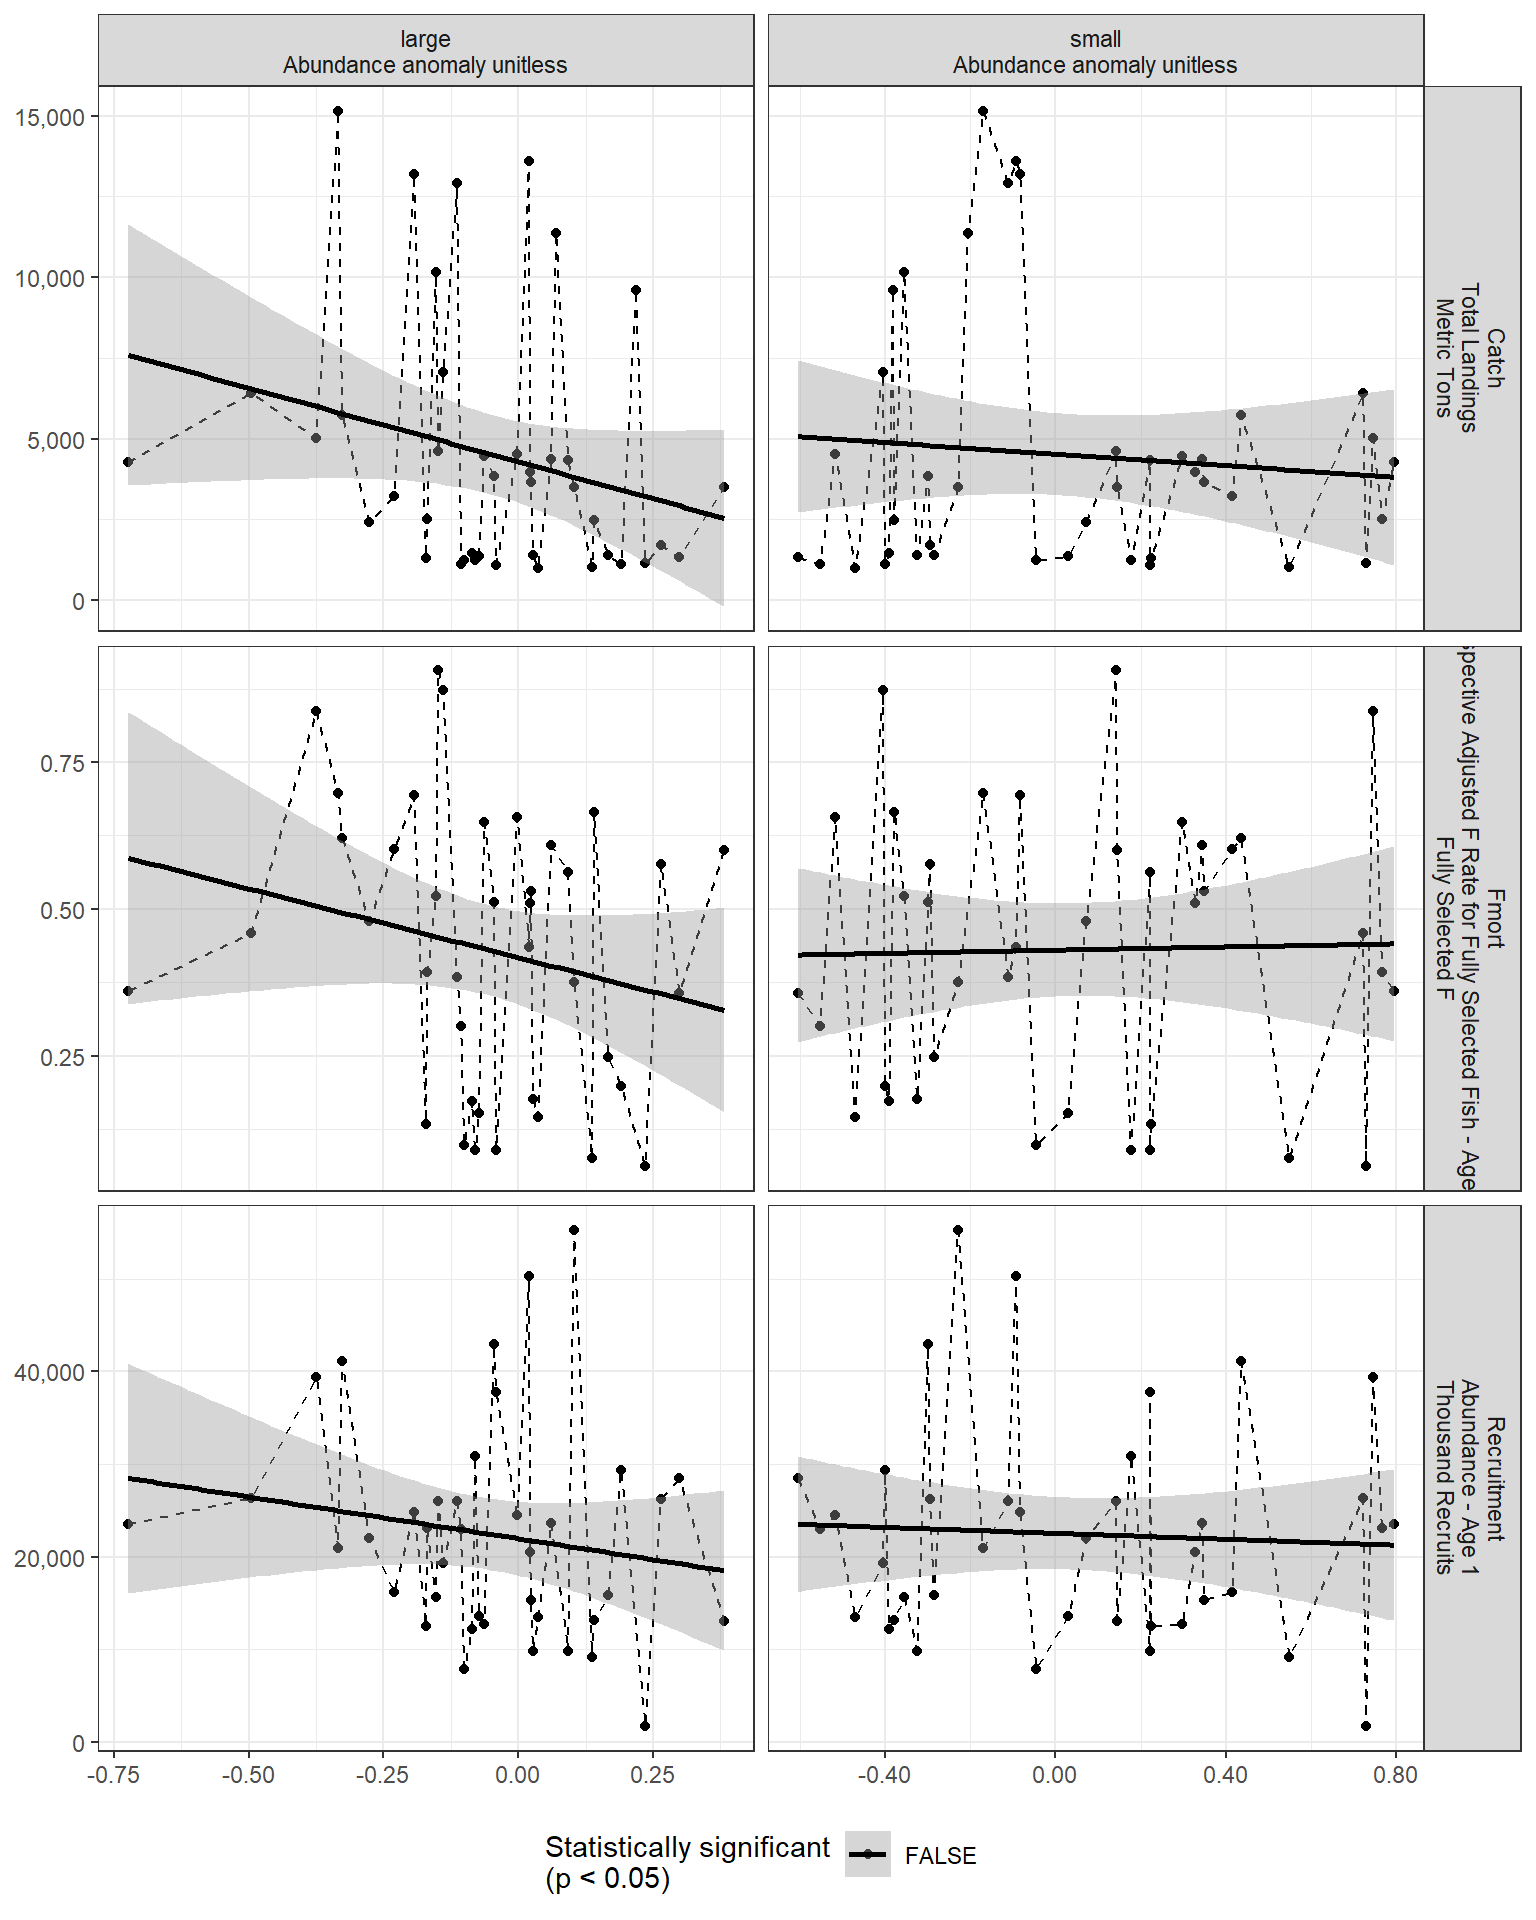 large
Abundance anomaly unitless
small
Abundance anomaly unitless
15,000
10,000
5,000
0
Catch
Total Landings
Metric Tons
0.75
0.50
0.25
Fmort
Adjusted F Rate for Fully Selected Fish - Age
Fully Selected F
40,000
20,000
0
Recruitment
Abundance - Age 1
Thousand Recruits
-0.75
-0.50
-0.25
0.00
0.25
-0.40
0.00
0.40
0.80
Statistically significant
(p < 0.05)
FALSE